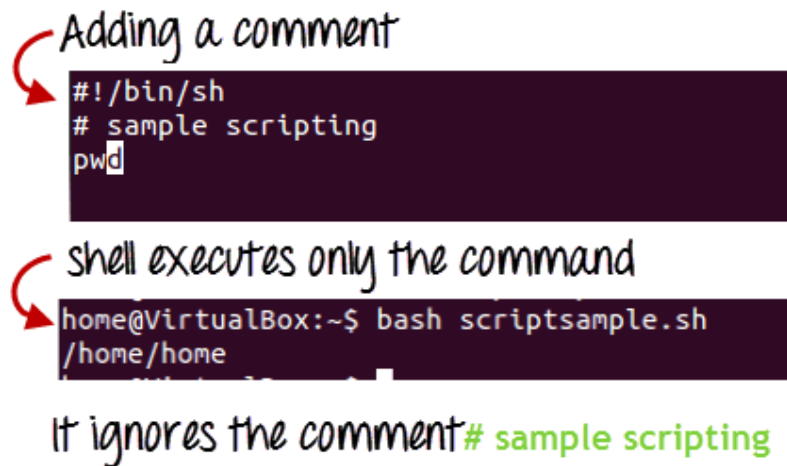 Adding a comment
#!/bin/sh
# sample scripting
pwd
shell executes only the command
home@VirtualBox:~$ bash scriptsample.sh
/home/home
It ignores the comment# sample scripting